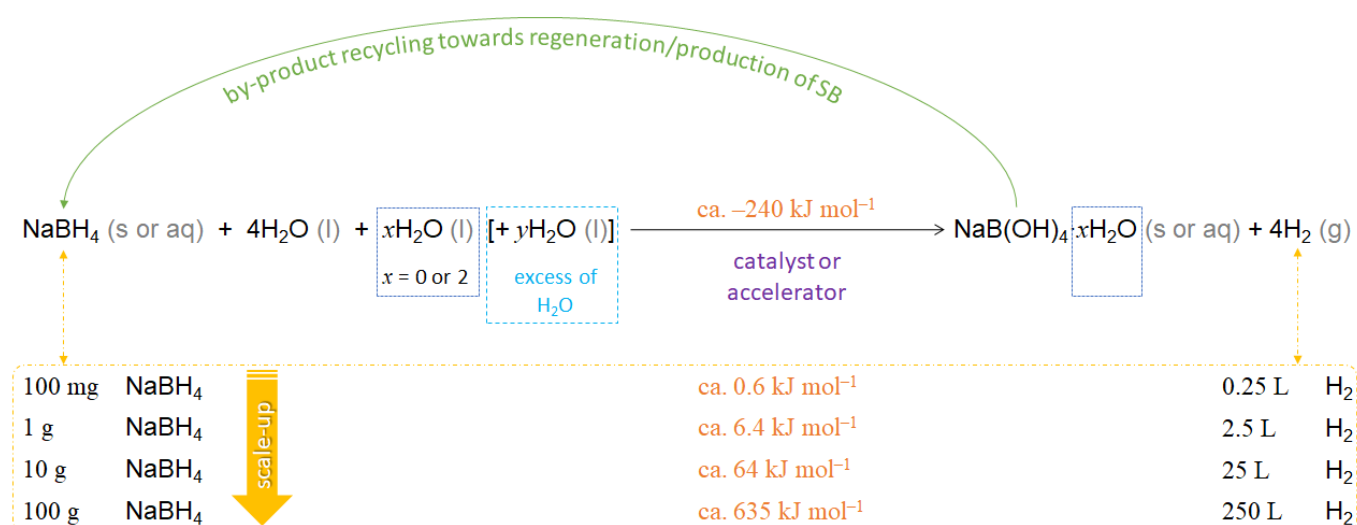 by-product recycling towards regeneration/production of SB
ca. –240 kJ mol⁻¹
NaBH₄ (s or aq) + 4H₂O (l) + xH₂O (l) [+ yH₂O (l)] NaB(OH)₄·xH₂O (s or aq) + 4H₂ (g)
x = 0 or 2
excess of
H₂O
catalyst or
accelerator
scale-up
100 mg NaBH₄ ca. 0.6 kJ mol⁻¹ 0.25 L H₂
1 g NaBH₄ ca. 6.4 kJ mol⁻¹ 2.5 L H₂
10 g NaBH₄ ca. 64 kJ mol⁻¹ 25 L H₂
100 g NaBH₄ ca. 635 kJ mol⁻¹ 250 L H₂